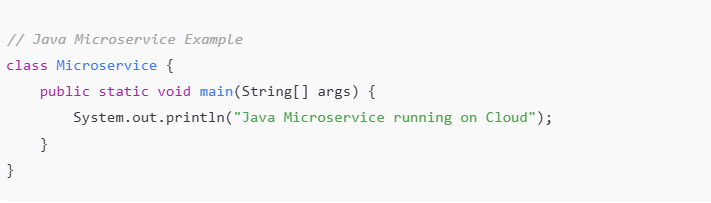 // Java Microservice Example
class Microservice {
    public static void main(String[] args) {
        System.out.println("Java Microservice running on Cloud");
    }
}